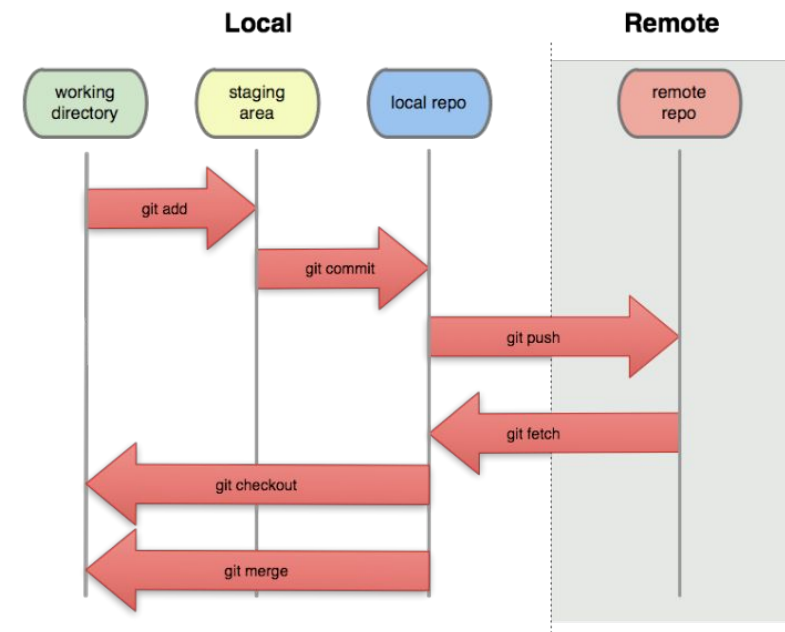 Local
Remote
working
directory
staging
area
local repo
remote
repo
git add
git commit
git push
git fetch
git checkout
git merge